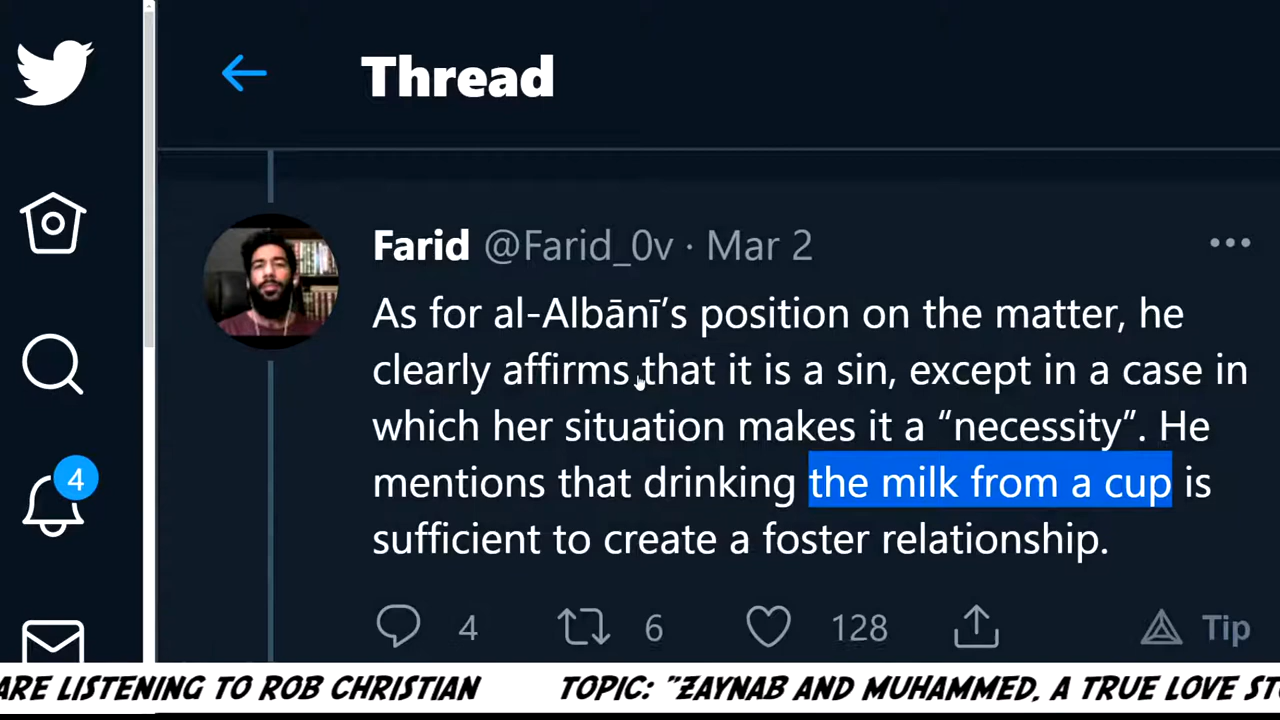 Thread
Farid @Farid_0v · Mar 2
As for al-Albānī’s position on the matter, he
clearly affirms that it is a sin, except in a case in
which her situation makes it a “necessity”. He
mentions that drinking the milk from a cup is
sufficient to create a foster relationship.
4 6 128 Tip
4
ARE LISTENING TO ROB CHRISTIAN TOPIC: "ZAYNAB AND MUHAMMED, A TRUE LOVE